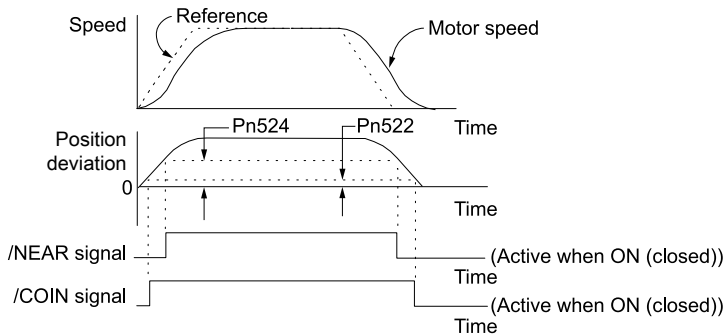 Reference
Speed
Motor speed
Time
Position
deviation
Pn524
Pn522
0
Time
/NEAR signal
(Active when ON (closed))
Time
/COIN signal
(Active when ON (closed))
Time